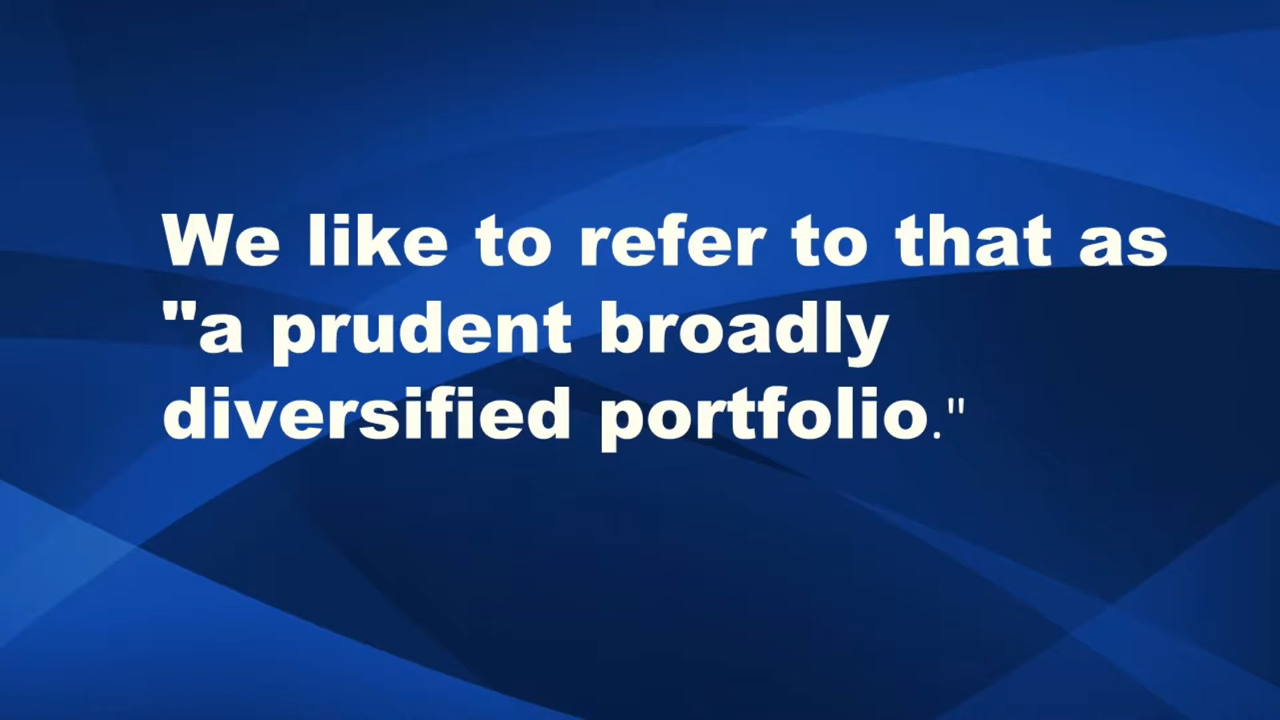 We like to refer to that as
"a prudent broadly
diversified portfolio."